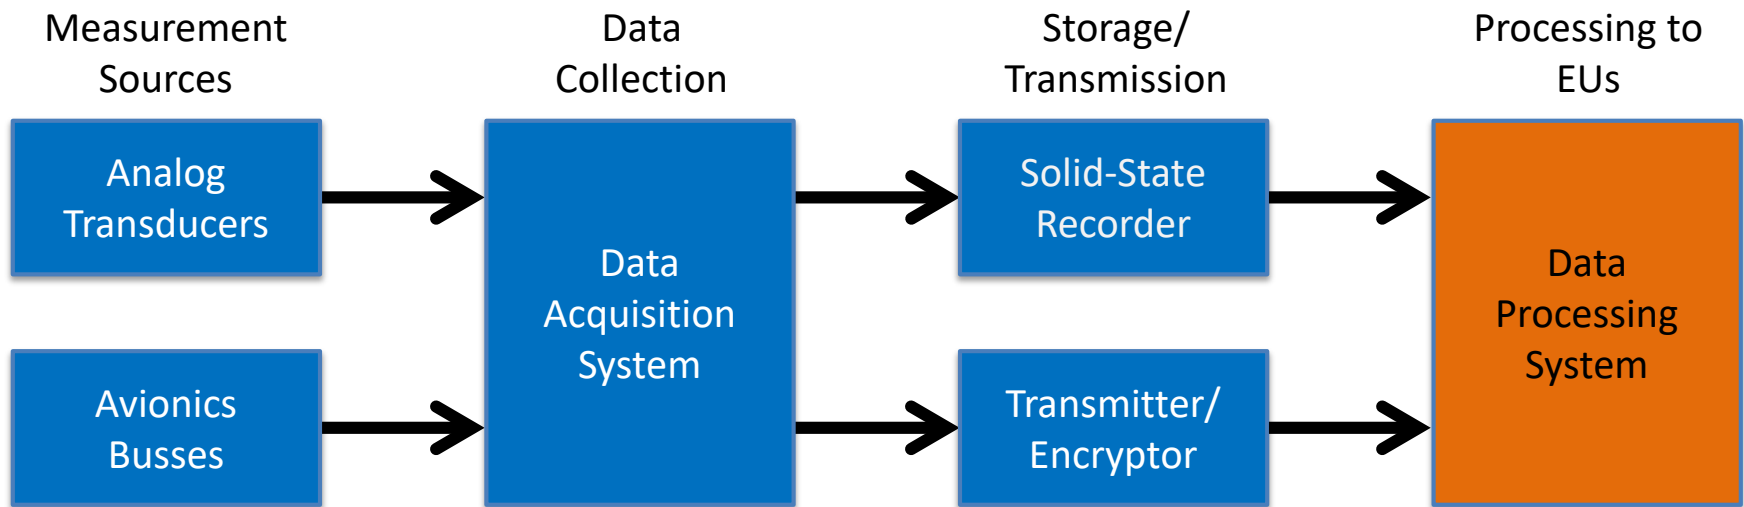 Measurement
Sources
Data
Collection
Storage/
Transmission
Processing to
EUs
Analog
Transducers
Avionics
Busses
Data
Acquisition
System
Solid-State
Recorder
Transmitter/
Encryptor
Data
Processing
System